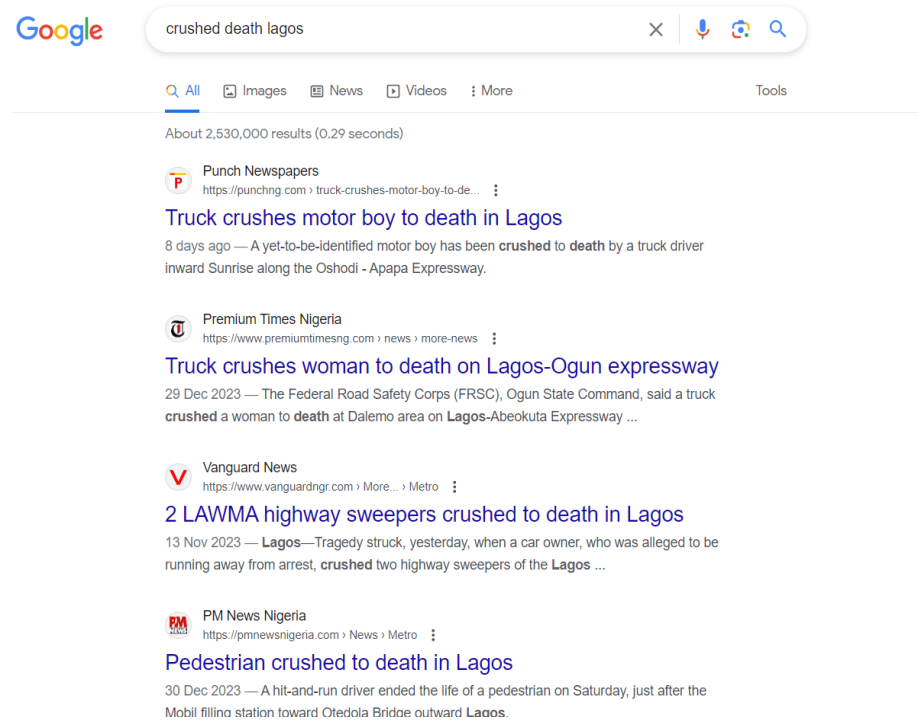 Google
crushed death lagos
All Images News Videos More Tools
About 2,530,000 results (0.29 seconds)
P
Punch Newspapers
https://punchng.com › truck-crushes-motor-boy-to-de...
Truck crushes motor boy to death in Lagos
8 days ago — A yet-to-be-identified motor boy has been crushed to death by a truck driver
inward Sunrise along the Oshodi - Apapa Expressway.
Premium Times Nigeria
https://www.premiumtimesng.com › news › more-news
Truck crushes woman to death on Lagos-Ogun expressway
29 Dec 2023 — The Federal Road Safety Corps (FRSC), Ogun State Command, said a truck
crushed a woman to death at Dalemo area on Lagos-Abeokuta Expressway ...
V
Vanguard News
https://www.vanguardngr.com › More... › Metro
2 LAWMA highway sweepers crushed to death in Lagos
13 Nov 2023 — Lagos—Tragedy struck, yesterday, when a car owner, who was alleged to be
running away from arrest, crushed two highway sweepers of the Lagos ...
PM
NEWS
PM News Nigeria
https://pmnewsnigeria.com › News › Metro
Pedestrian crushed to death in Lagos
30 Dec 2023 — A hit-and-run driver ended the life of a pedestrian on Saturday, just after the
Mobil filling station toward Otedola Bridge outward Lagos.